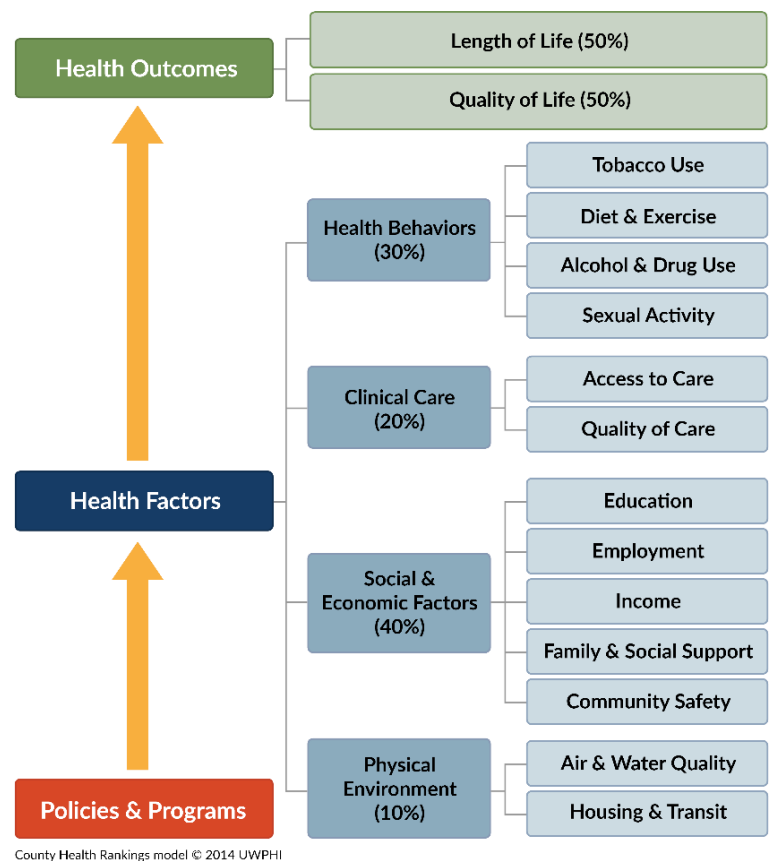 Health Outcomes
Length of Life (50%)
Quality of Life (50%)
Health Factors
Health Behaviors
(30%)
Tobacco Use
Diet & Exercise
Alcohol & Drug Use
Sexual Activity
Clinical Care
(20%)
Access to Care
Quality of Care
Social &
Economic Factors
(40%)
Education
Employment
Income
Family & Social Support
Community Safety
Physical
Environment
(10%)
Air & Water Quality
Housing & Transit
Policies & Programs
County Health Rankings model © 2014 UWPHI